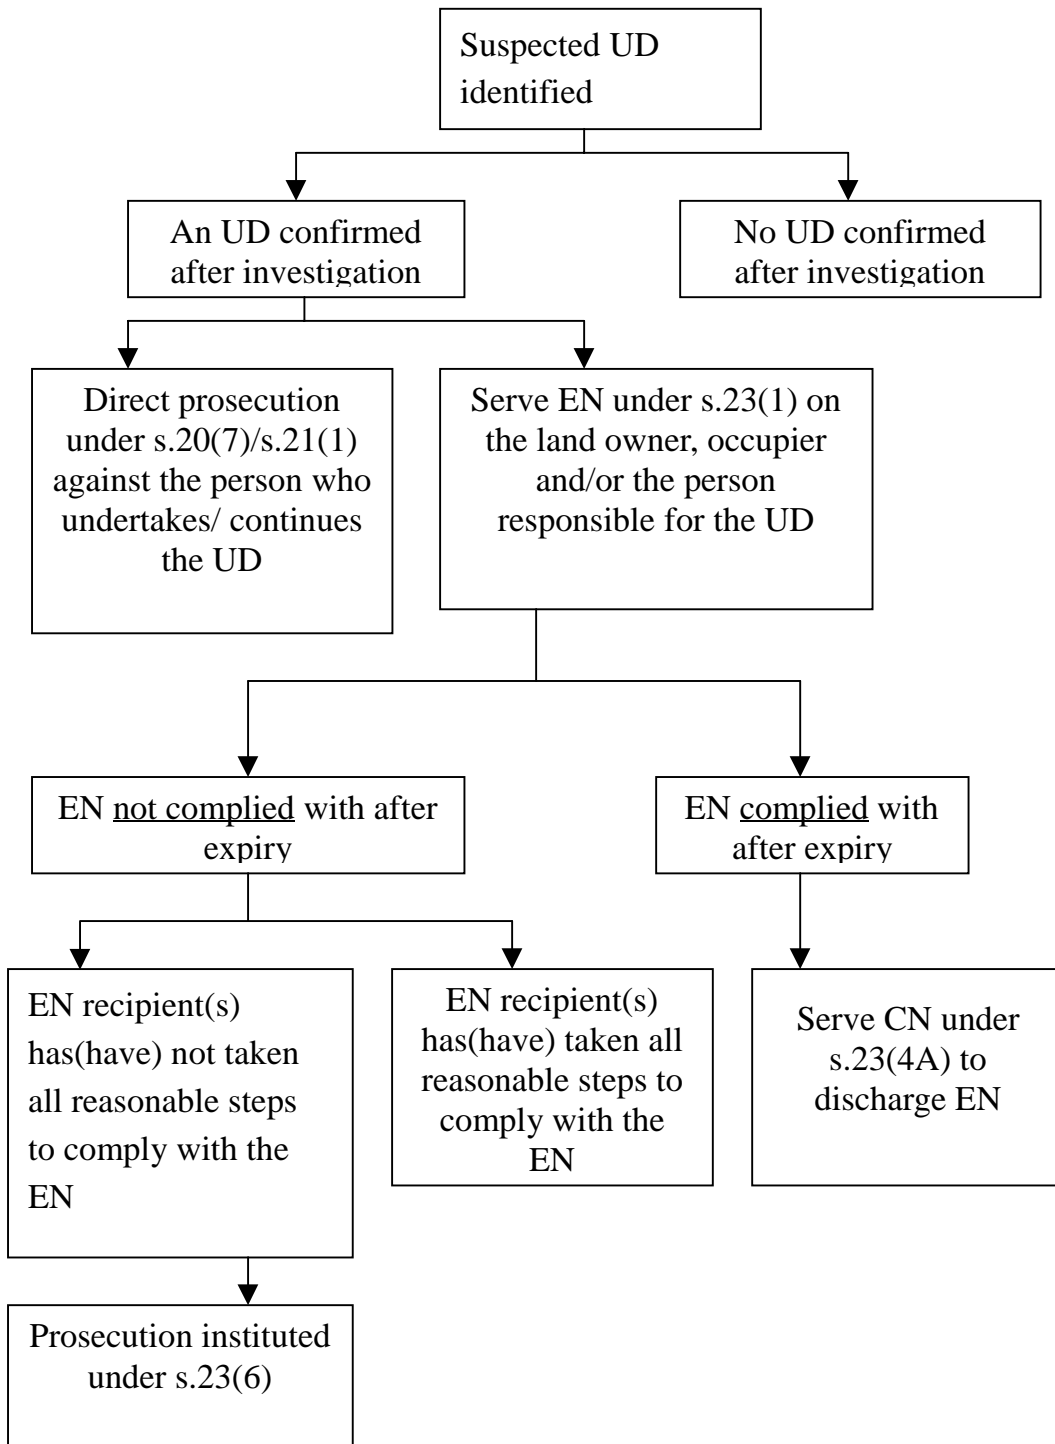 Suspected UD
identified
An UD confirmed
after investigation
No UD confirmed
after investigation
Direct prosecution
under s.20(7)/s.21(1)
against the person who
undertakes/ continues
the UD
Serve EN under s.23(1) on
the land owner, occupier
and/or the person
responsible for the UD
EN not complied with after
expiry
EN complied with
after expiry
EN recipient(s)
has(have) not taken
all reasonable steps
to comply with the
EN
EN recipient(s)
has(have) taken all
reasonable steps to
comply with the
EN
Serve CN under
s.23(4A) to
discharge EN
Prosecution instituted
under s.23(6)